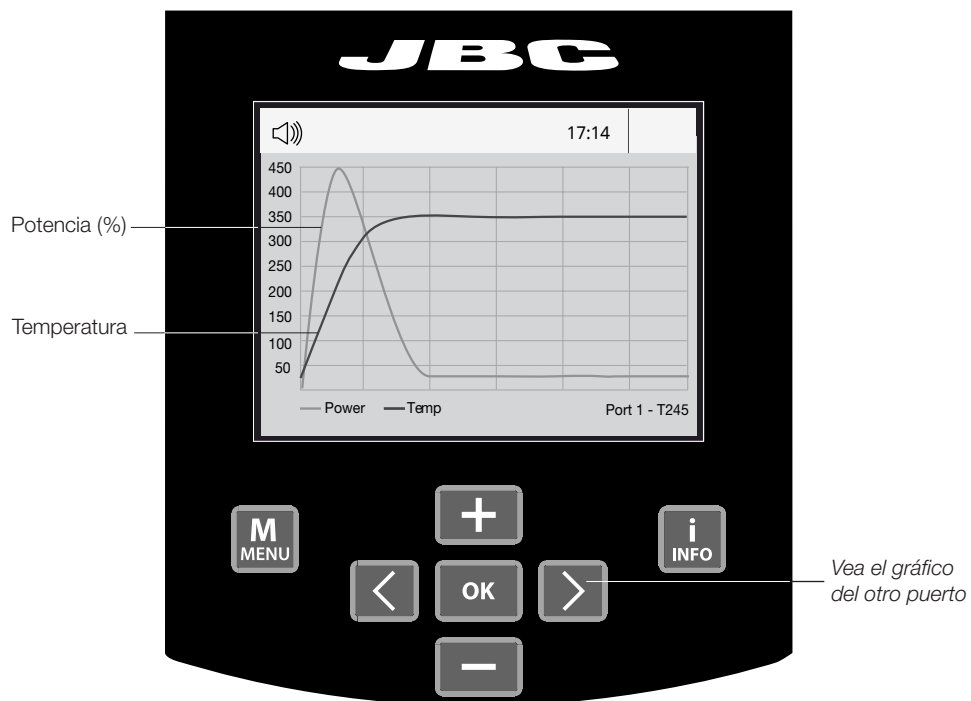 JBC
17:14
450
400
350
300
250
200
150
100
50
Power
Temp
Port 1 - T245
Potencia (%)
Temperatura
M
MENU
+
i
INFO
<
OK
>
−
Vea el gráfico
del otro puerto